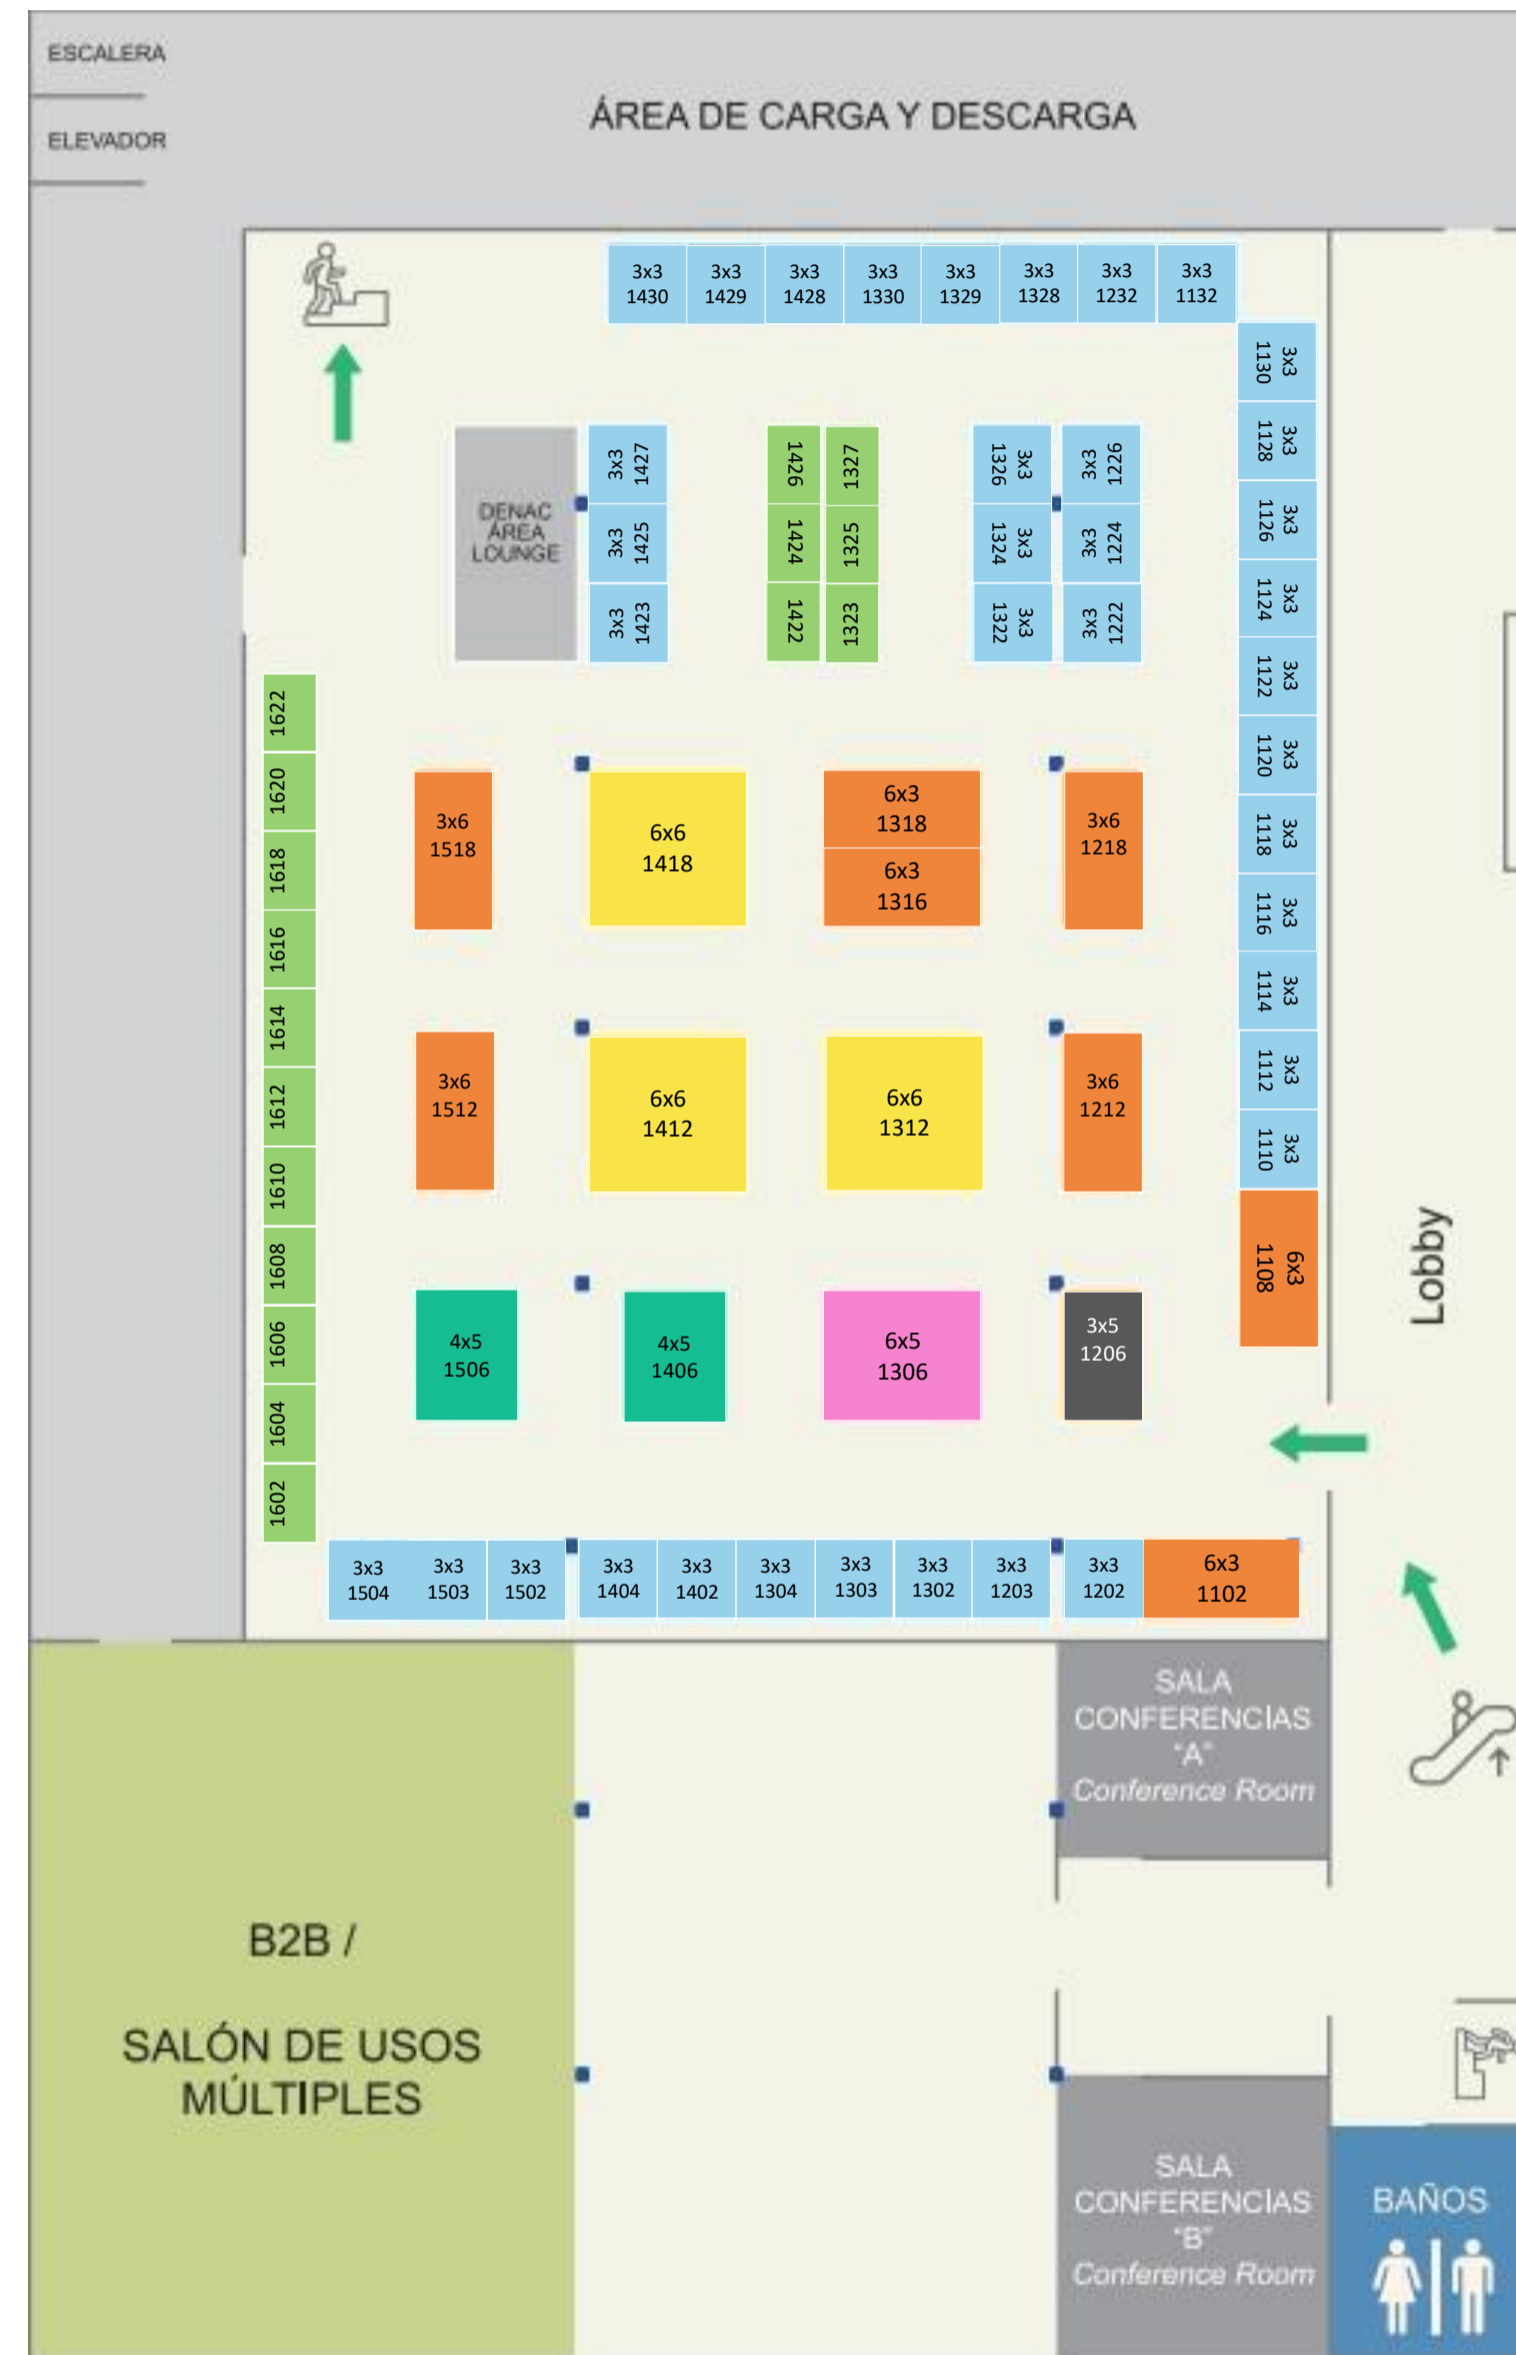 ESCALERA
ELEVADOR
ÁREA DE CARGA Y DESCARGA
3x3
1430
3x3
1429
3x3
1428
3x3
1330
3x3
1329
3x3
1328
3x3
1232
3x3
1132
3x3
1130
3x3
1128
3x3
1126
3x3
1124
3x3
1122
3x3
1120
3x3
1118
3x3
1116
3x3
1114
3x3
1112
3x3
1110
6x3
1108
DENAC
ÁREA
LOUNGE
3x3
1427
3x3
1425
3x3
1423
1426
1424
1422
1327
1325
1323
3x3
1326
3x3
1324
3x3
1322
3x3
1226
3x3
1224
3x3
1222
1622
1620
1618
1616
1614
1612
1610
1608
1606
1604
1602
3x6
1518
6x6
1418
6x3
1318
6x3
1316
3x6
1218
3x6
1512
6x6
1412
6x6
1312
3x6
1212
4x5
1506
4x5
1406
6x5
1306
3x5
1206
Lobby
3x3
1504
3x3
1503
3x3
1502
3x3
1404
3x3
1402
3x3
1304
3x3
1303
3x3
1302
3x3
1203
3x3
1202
6x3
1102
SALA
CONFERENCIAS
"A"
Conference Room
B2B /
SALÓN DE USOS
MÚLTIPLES
SALA
CONFERENCIAS
"B"
Conference Room
BAÑOS